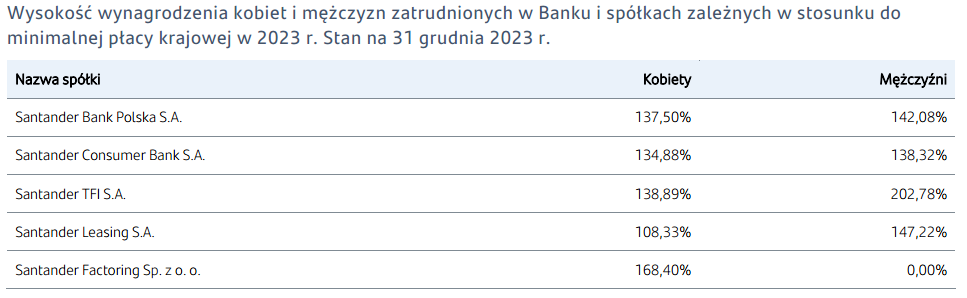 Wysokość wynagrodzenia kobiet i mężczyzn zatrudnionych w Banku i spółkach zależnych w stosunku do
minimalnej płacy krajowej w 2023 r. Stan na 31 grudnia 2023 r.
Nazwa spółki Kobiety Mężczyźni
Santander Bank Polska S.A. 137,50% 142,08%
Santander Consumer Bank S.A. 134,88% 138,32%
Santander TFI S.A. 138,89% 202,78%
Santander Leasing S.A. 108,33% 147,22%
Santander Factoring Sp. z o. o. 168,40% 0,00%